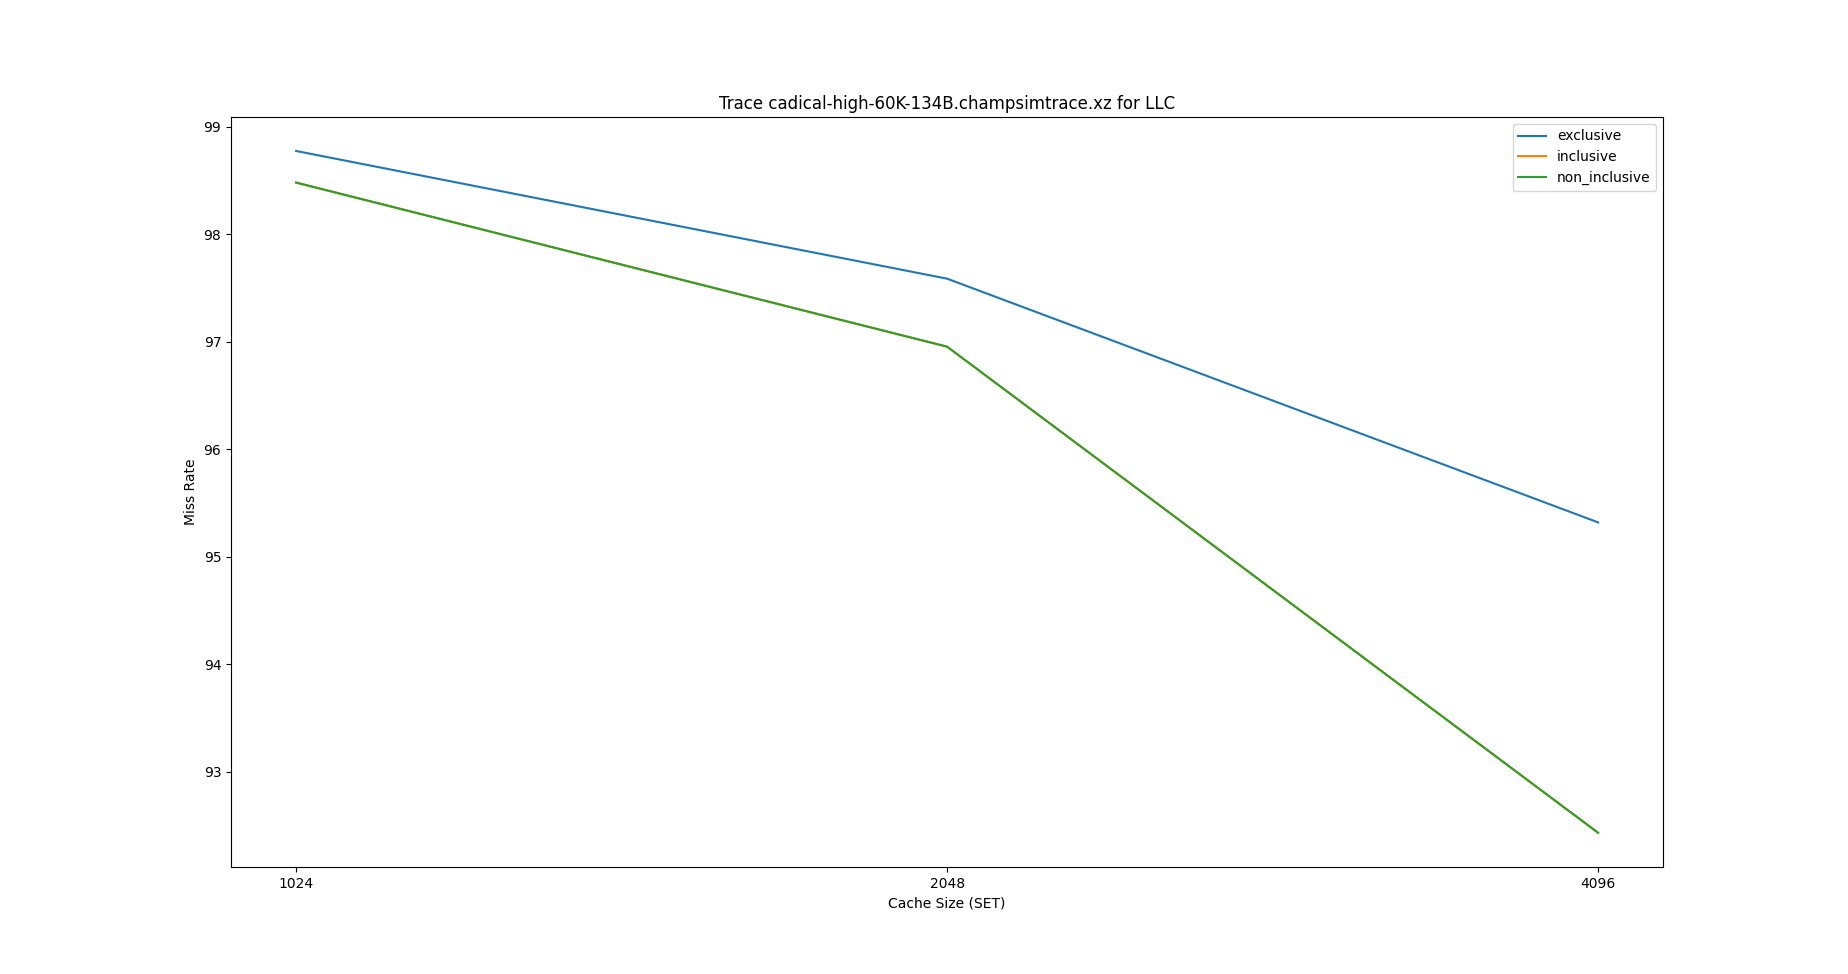 Trace cadical-high-60K-134B.champsimtrace.xz for LLC
exclusive
inclusive
non_inclusive
99
98
97
96
95
94
93
Miss Rate
1024
2048
4096
Cache Size (SET)